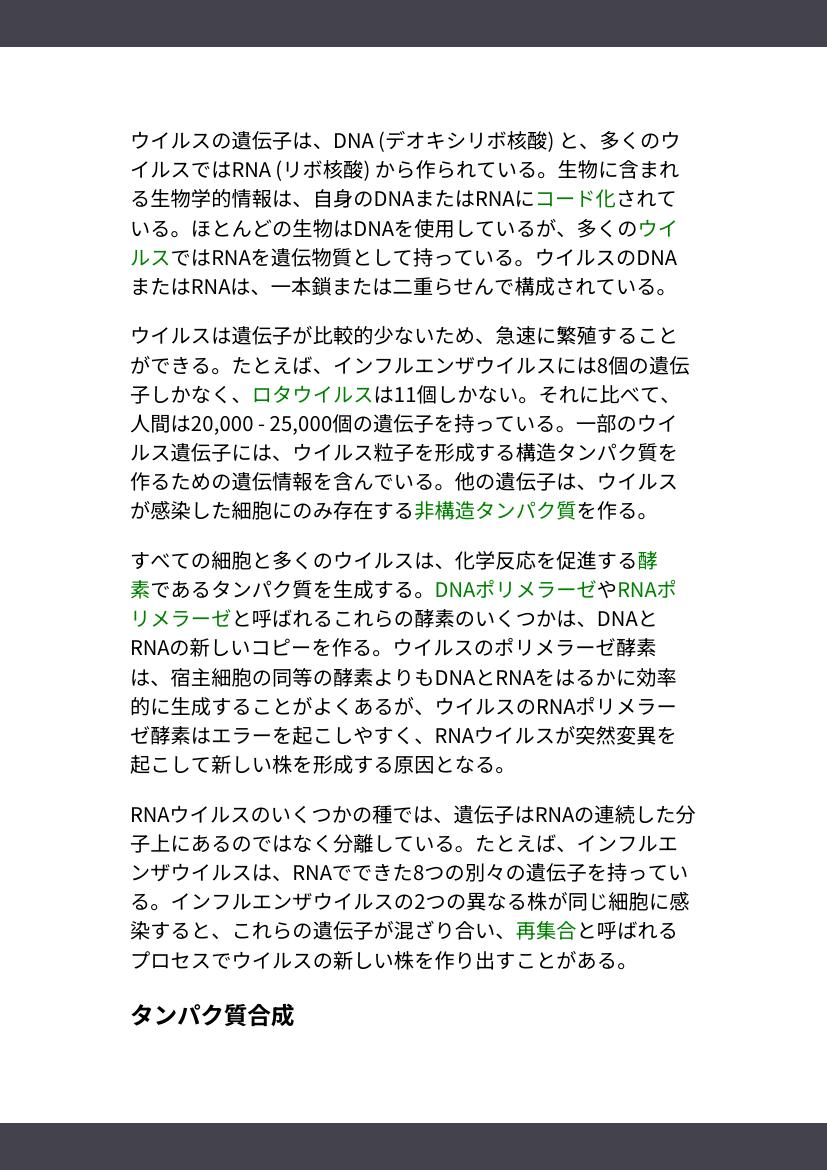 ウイルスの遺伝子は、DNA (デオキシリボ核酸) と、多くのウ
イルスではRNA (リボ核酸) から作られている。生物に含まれ
る生物学的情報は、自身のDNAまたはRNAにコード化されて
いる。ほとんどの生物はDNAを使用しているが、多くのウイ
ルスではRNAを遺伝物質として持っている。ウイルスのDNA
またはRNAは、一本鎖または二重らせんで構成されている。
ウイルスは遺伝子が比較的少ないため、急速に繁殖すること
ができる。たとえば、インフルエンザウイルスには8個の遺伝
子しかなく、ロタウイルスは11個しかない。それに比べて、
人間は20,000 - 25,000個の遺伝子を持っている。一部のウイ
ルス遺伝子には、ウイルス粒子を形成する構造タンパク質を
作るための遺伝情報を含んでいる。他の遺伝子は、ウイルス
が感染した細胞にのみ存在する非構造タンパク質を作る。
すべての細胞と多くのウイルスは、化学反応を促進する酵
素であるタンパク質を生成する。DNAポリメラーゼやRNAポ
リメラーゼと呼ばれるこれらの酵素のいくつかは、DNAと
RNAの新しいコピーを作る。ウイルスのポリメラーゼ酵素
は、宿主細胞の同等の酵素よりもDNAとRNAをはるかに効率
的に生成することがよくあるが、ウイルスのRNAポリメラー
ゼ酵素はエラーを起こしやすく、RNAウイルスが突然変異を
起こして新しい株を形成する原因となる。
RNAウイルスのいくつかの種では、遺伝子はRNAの連続した分
子上にあるのではなく分離している。たとえば、インフルエ
ンザウイルスは、RNAでできた8つの別々の遺伝子を持ってい
る。インフルエンザウイルスの2つの異なる株が同じ細胞に感
染すると、これらの遺伝子が混ざり合い、再集合と呼ばれる
プロセスでウイルスの新しい株を作り出すことがある。
タンパク質合成